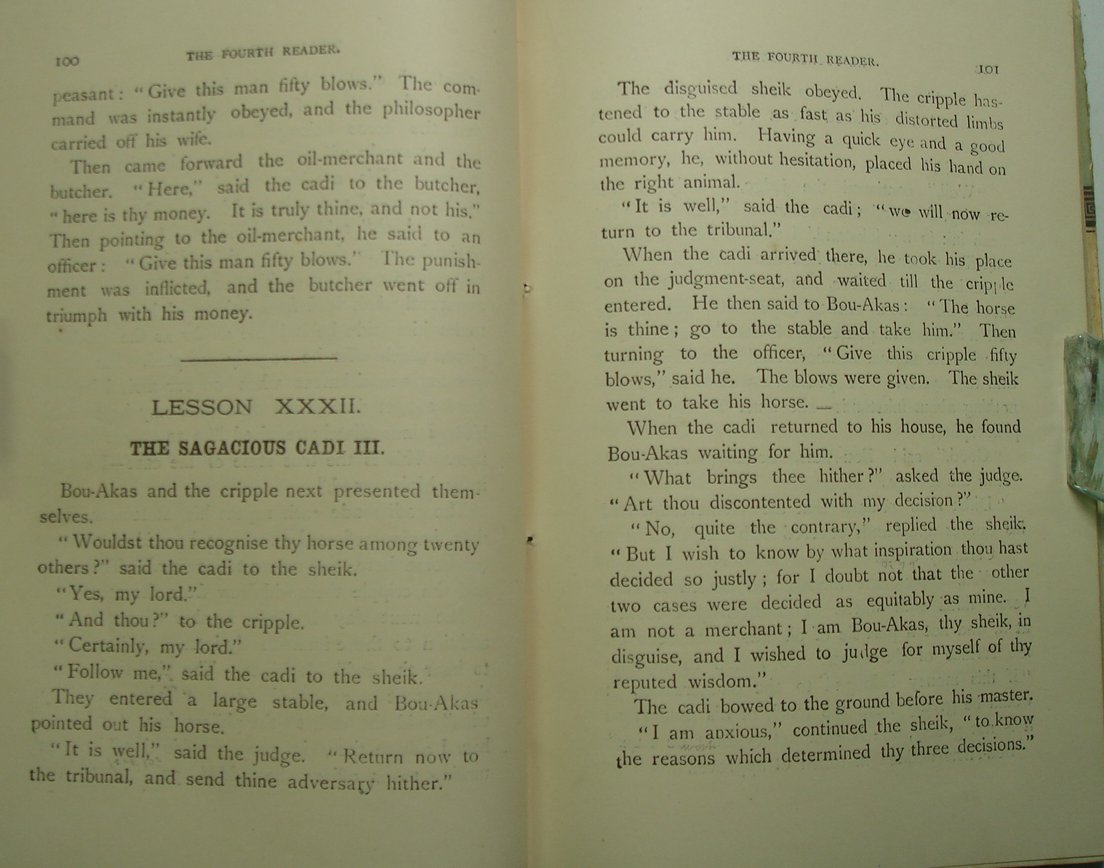 100
THE FOURTH READER.
peasant: "Give this man fifty blows." The com-
mand was instantly obeyed, and the philosopher
carried off his wife.
Then came forward the oil-merchant and the
butcher. "Here," said the cadi to the butcher,
"here is thy money. It is truly thine, and not his."
Then pointing to the oil-merchant, he said to an
officer: "Give this man fifty blows." The punish-
ment was inflicted, and the butcher went off in
triumph with his money.
LESSON XXXII.
THE SAGACIOUS CADI III.
Bou-Akas and the cripple next presented them-
selves.
"Wouldst thou recognise thy horse among twenty
others?" said the cadi to the sheik.
"Yes, my lord."
"And thou?" to the cripple.
"Certainly, my lord."
"Follow me," said the cadi to the sheik.
They entered a large stable, and Bou-Akas
pointed out his horse.
"It is well," said the judge. "Return now to
the tribunal, and send thine adversary hither."
THE FOURTH READER.
101
The disguised sheik obeyed. The cripple has-
tened to the stable as fast as his distorted limbs
could carry him. Having a quick eye and a good
memory, he, without hesitation, placed his hand on
the right animal.
"It is well," said the cadi; "we will now re-
turn to the tribunal."
When the cadi arrived there, he took his place
on the judgment-seat, and waited till the cripple
entered. He then said to Bou-Akas: "The horse
is thine; go to the stable and take him." Then
turning to the officer, "Give this cripple fifty
blows," said he. The blows were given. The sheik
went to take his horse.
When the cadi returned to his house, he found
Bou-Akas waiting for him.
"What brings thee hither?" asked the judge.
"Art thou discontented with my decision?"
"No, quite the contrary," replied the sheik.
"But I wish to know by what inspiration thou hast
decided so justly; for I doubt not that the other
two cases were decided as equitably as mine. I
am not a merchant; I am Bou-Akas, thy sheik, in
disguise, and I wished to judge for myself of thy
reputed wisdom."
The cadi bowed to the ground before his master.
"I am anxious," continued the sheik, "to know
the reasons which determined thy three decisions."